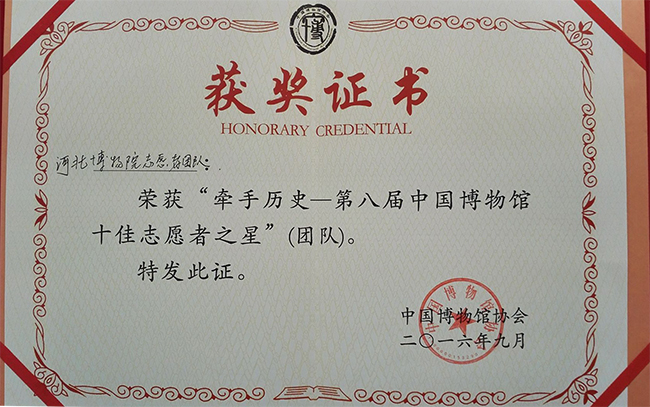 获奖证书
HONORARY CREDENTIAL
河北博物院志愿者团队:
荣获“牵手历史—第八届中国博物馆
十佳志愿者之星”(团队)。
特发此证。
中国博物馆协会
二〇一六年九月